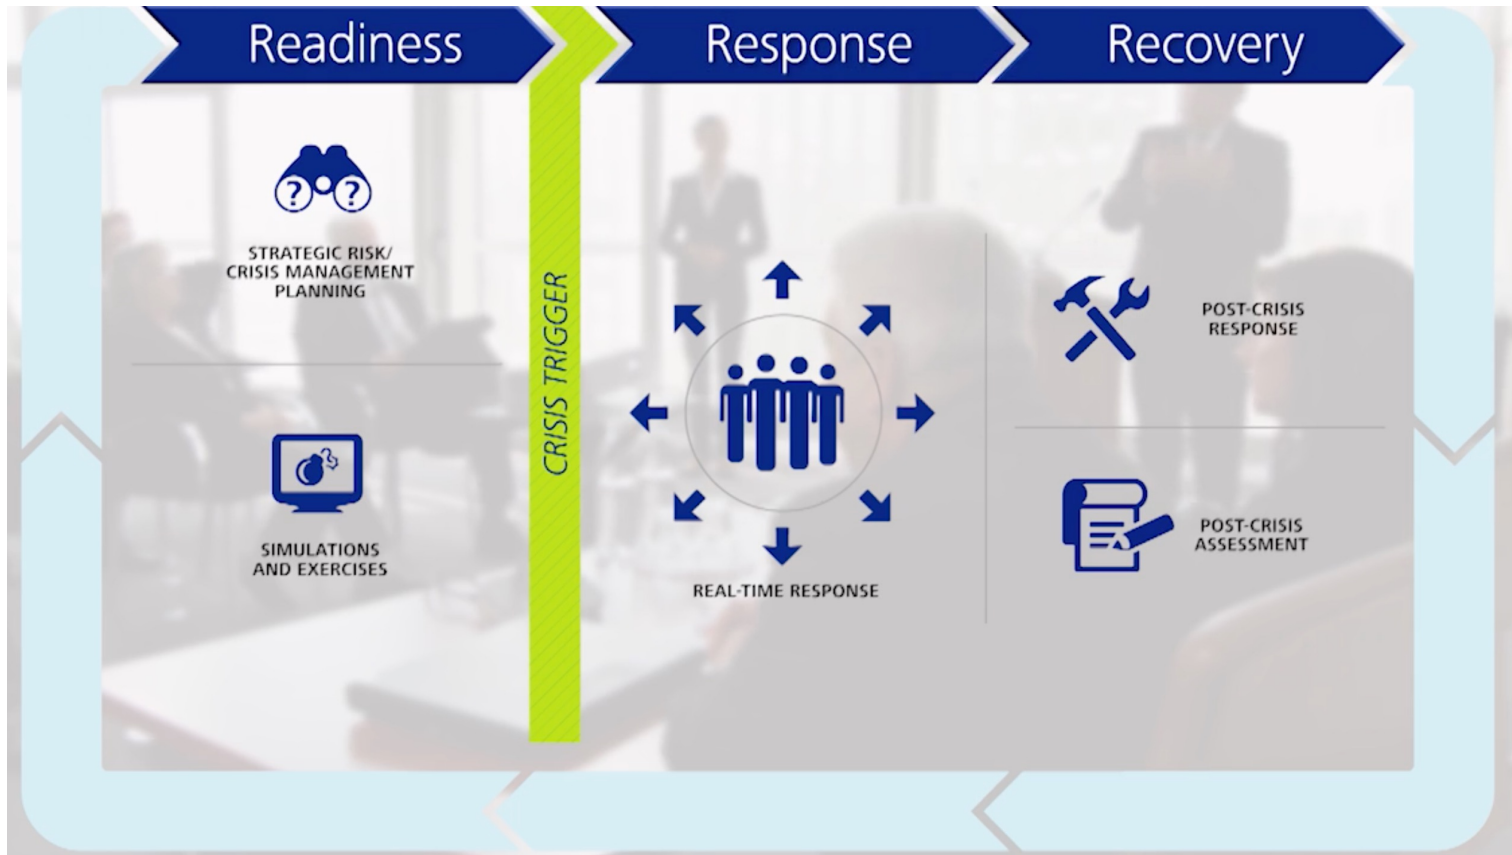 Readiness
Response
Recovery
STRATEGIC RISK/
CRISIS MANAGEMENT
PLANNING
SIMULATIONS
AND EXERCISES
CRISIS TRIGGER
REAL-TIME RESPONSE
POST-CRISIS
RESPONSE
POST-CRISIS
ASSESSMENT
? ?